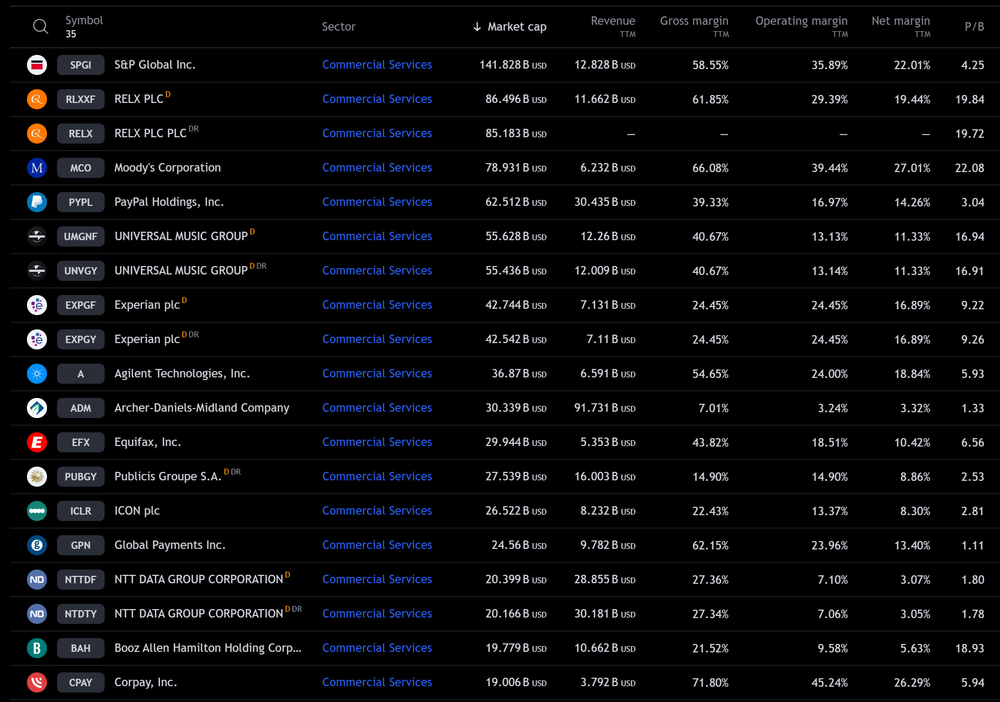 Symbol 35 Sector ↓ Market cap Revenue TTM Gross margin TTM Operating margin TTM Net margin TTM P/B
SPGI S&P Global Inc. Commercial Services 141.828 B USD 12.828 B USD 58.55% 35.89% 22.01% 4.25
RLXXF RELX PLC D Commercial Services 86.496 B USD 11.662 B USD 61.85% 29.39% 19.44% 19.84
RELX RELX PLC PLC DR Commercial Services 85.183 B USD — — — — 19.72
M MCO Moody's Corporation Commercial Services 78.931 B USD 6.232 B USD 66.08% 39.44% 27.01% 22.08
PYPL PayPal Holdings, Inc. Commercial Services 62.512 B USD 30.435 B USD 39.33% 16.97% 14.26% 3.04
UMGNF UNIVERSAL MUSIC GROUP D Commercial Services 55.628 B USD 12.26 B USD 40.67% 13.13% 11.33% 16.94
UNVGY UNIVERSAL MUSIC GROUP D DR Commercial Services 55.436 B USD 12.009 B USD 40.67% 13.14% 11.33% 16.91
e EXPGF Experian plc D Commercial Services 42.744 B USD 7.131 B USD 24.45% 24.45% 16.89% 9.22
e EXPGY Experian plc D DR Commercial Services 42.542 B USD 7.11 B USD 24.45% 24.45% 16.89% 9.26
A Agilent Technologies, Inc. Commercial Services 36.87 B USD 6.591 B USD 54.65% 24.00% 18.84% 5.93
ADM Archer-Daniels-Midland Company Commercial Services 30.339 B USD 91.731 B USD 7.01% 3.24% 3.32% 1.33
E EFX Equifax, Inc. Commercial Services 29.944 B USD 5.353 B USD 43.82% 18.51% 10.42% 6.56
PUBGY Publicis Groupe S.A. D DR Commercial Services 27.539 B USD 16.003 B USD 14.90% 14.90% 8.86% 2.53
ICLR ICON plc Commercial Services 26.522 B USD 8.232 B USD 22.43% 13.37% 8.30% 2.81
g GPN Global Payments Inc. Commercial Services 24.56 B USD 9.782 B USD 62.15% 23.96% 13.40% 1.11
ND NTTDF NTT DATA GROUP CORPORATION D Commercial Services 20.399 B USD 28.855 B USD 27.36% 7.10% 3.07% 1.80
ND NTDTY NTT DATA GROUP CORPORATION D DR Commercial Services 20.166 B USD 30.181 B USD 27.34% 7.06% 3.05% 1.78
B BAH Booz Allen Hamilton Holding Corp... Commercial Services 19.779 B USD 10.662 B USD 21.52% 9.58% 5.63% 18.93
CPAY Corpay, Inc. Commercial Services 19.006 B USD 3.792 B USD 71.80% 45.24% 26.29% 5.94